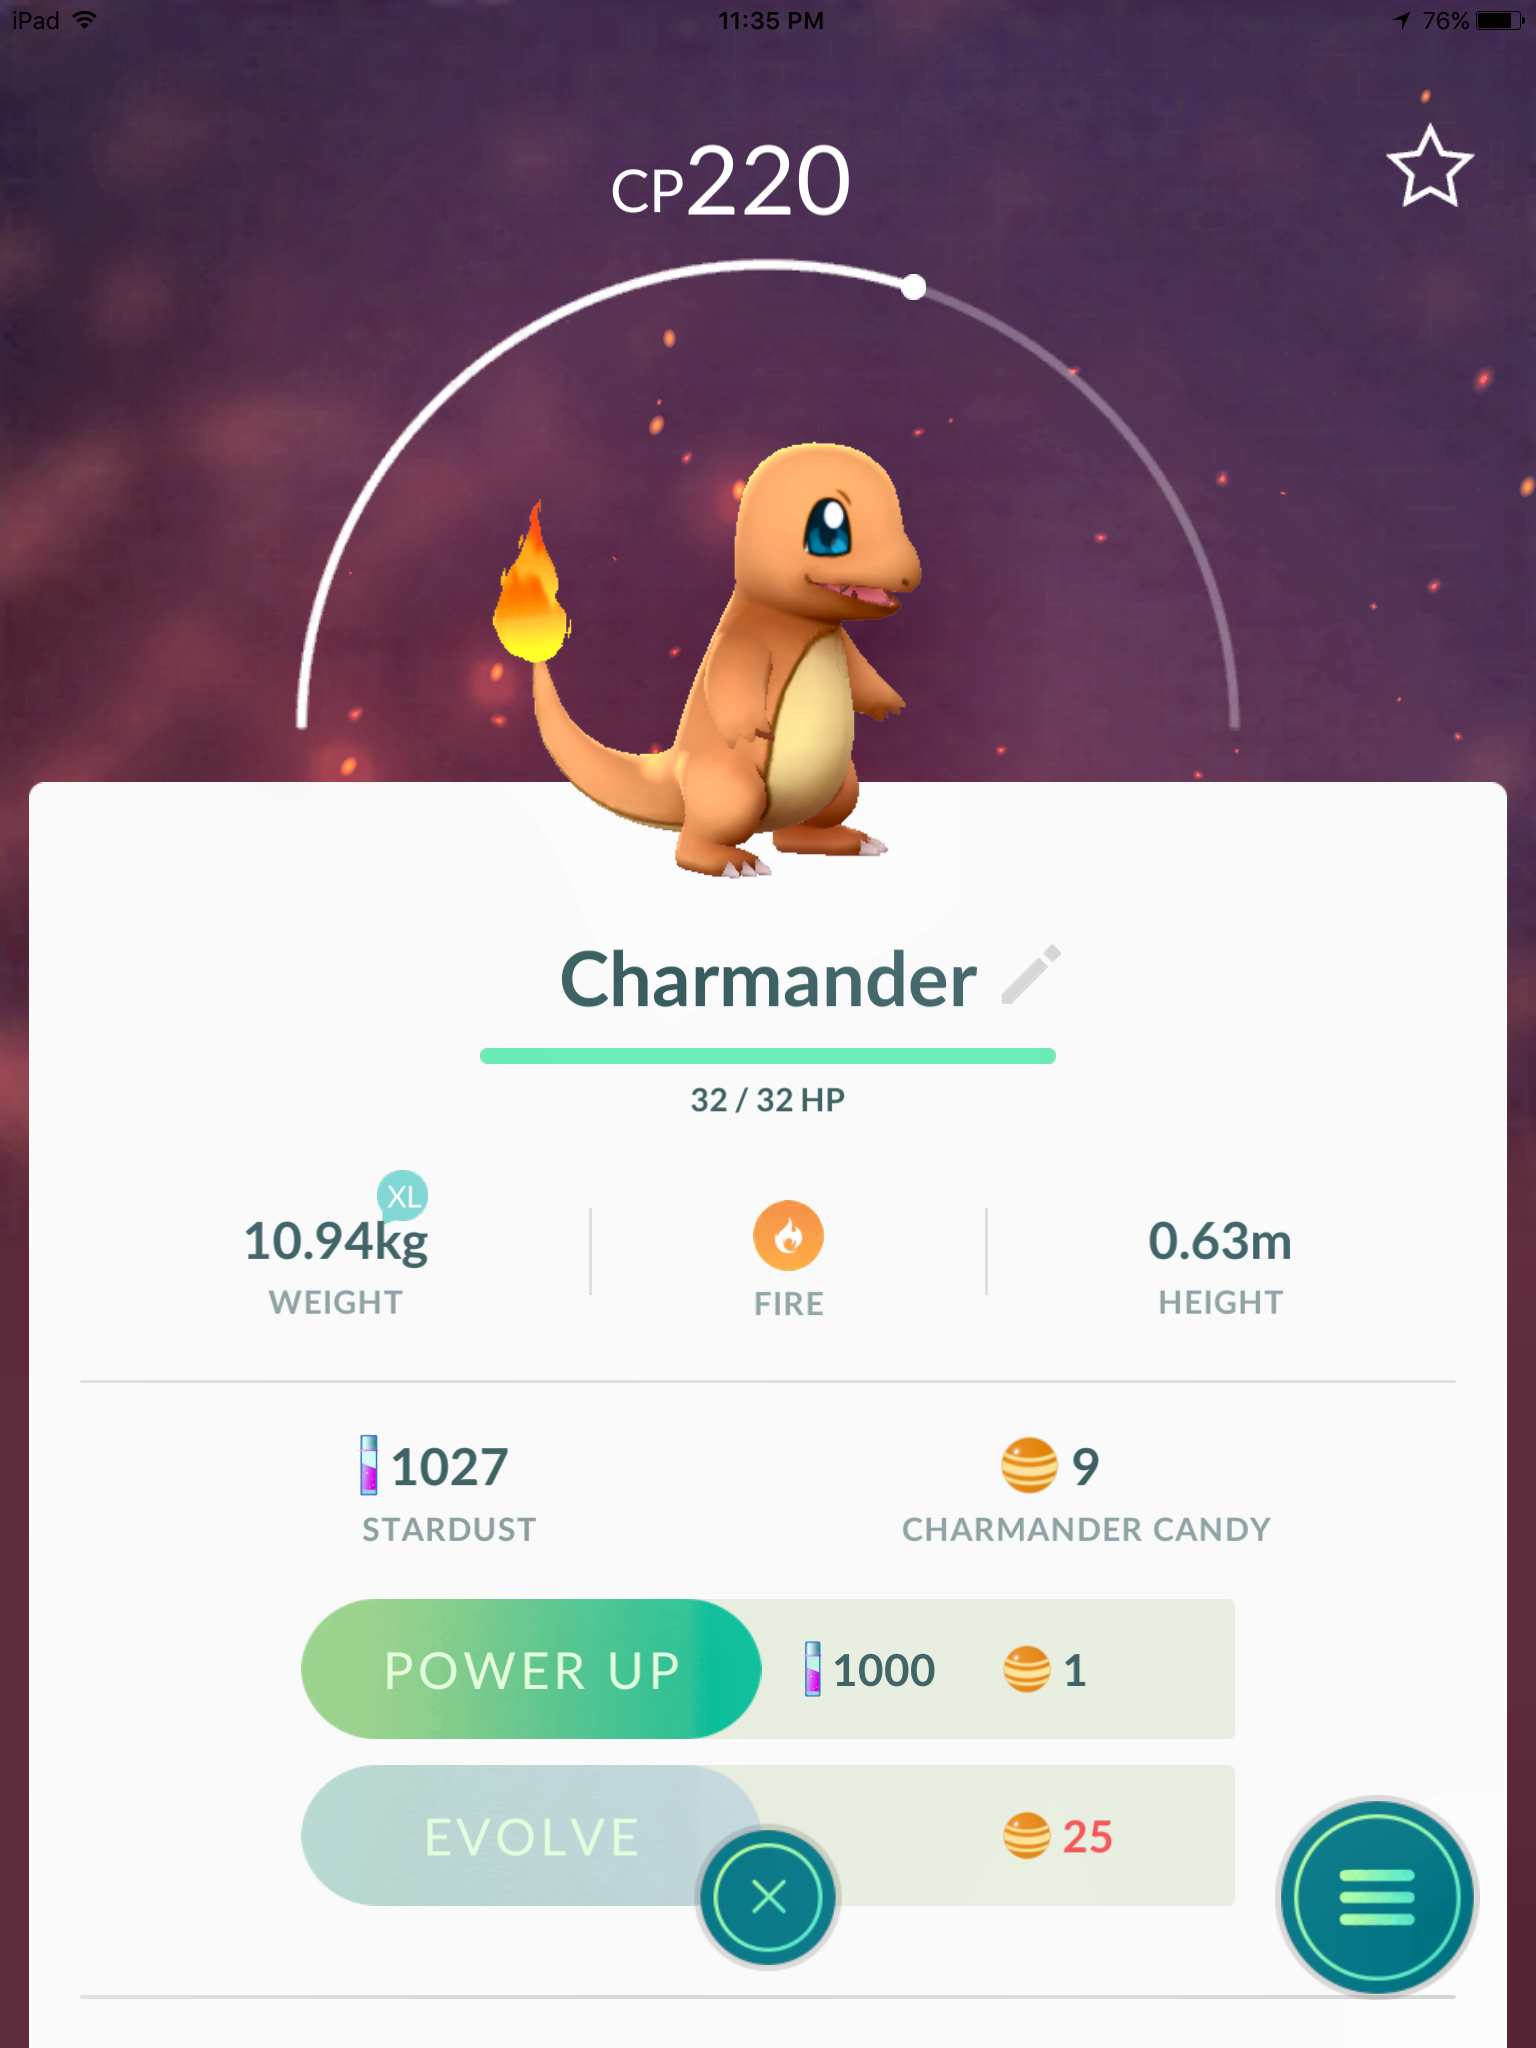 iPad 11:35 PM 76%
CP220
Charmander
32 / 32 HP
XL
10.94kg 0.63m
WEIGHT FIRE HEIGHT
1027 9
STARDUST CHARMANDER CANDY
POWER UP 1000 1
EVOLVE 25